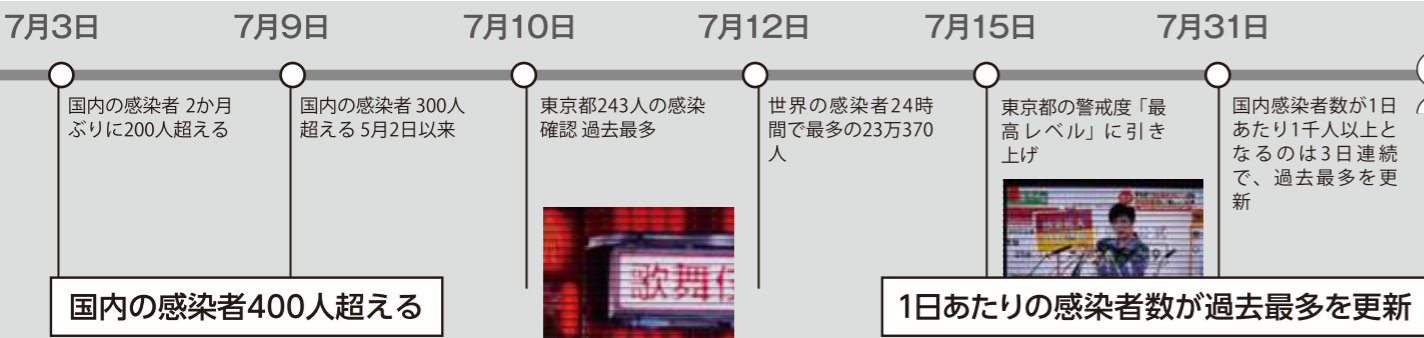 7月3日
7月9日
7月10日
7月12日
7月15日
7月31日
国内の感染者 2か月
ぶりに200人超える
国内の感染者 300人
超える 5月2日以来
東京都243人の感染
確認 過去最多
世界の感染者24時
間で最多の23万370
人
東京都の警戒度「最
高レベル」に引き
上げ
国内感染者数が1日
あたり1千人以上と
なるのは3日連続
で、過去最多を更
新
歌舞伎
国内の感染者400人超える
1日あたりの感染者数が過去最多を更新